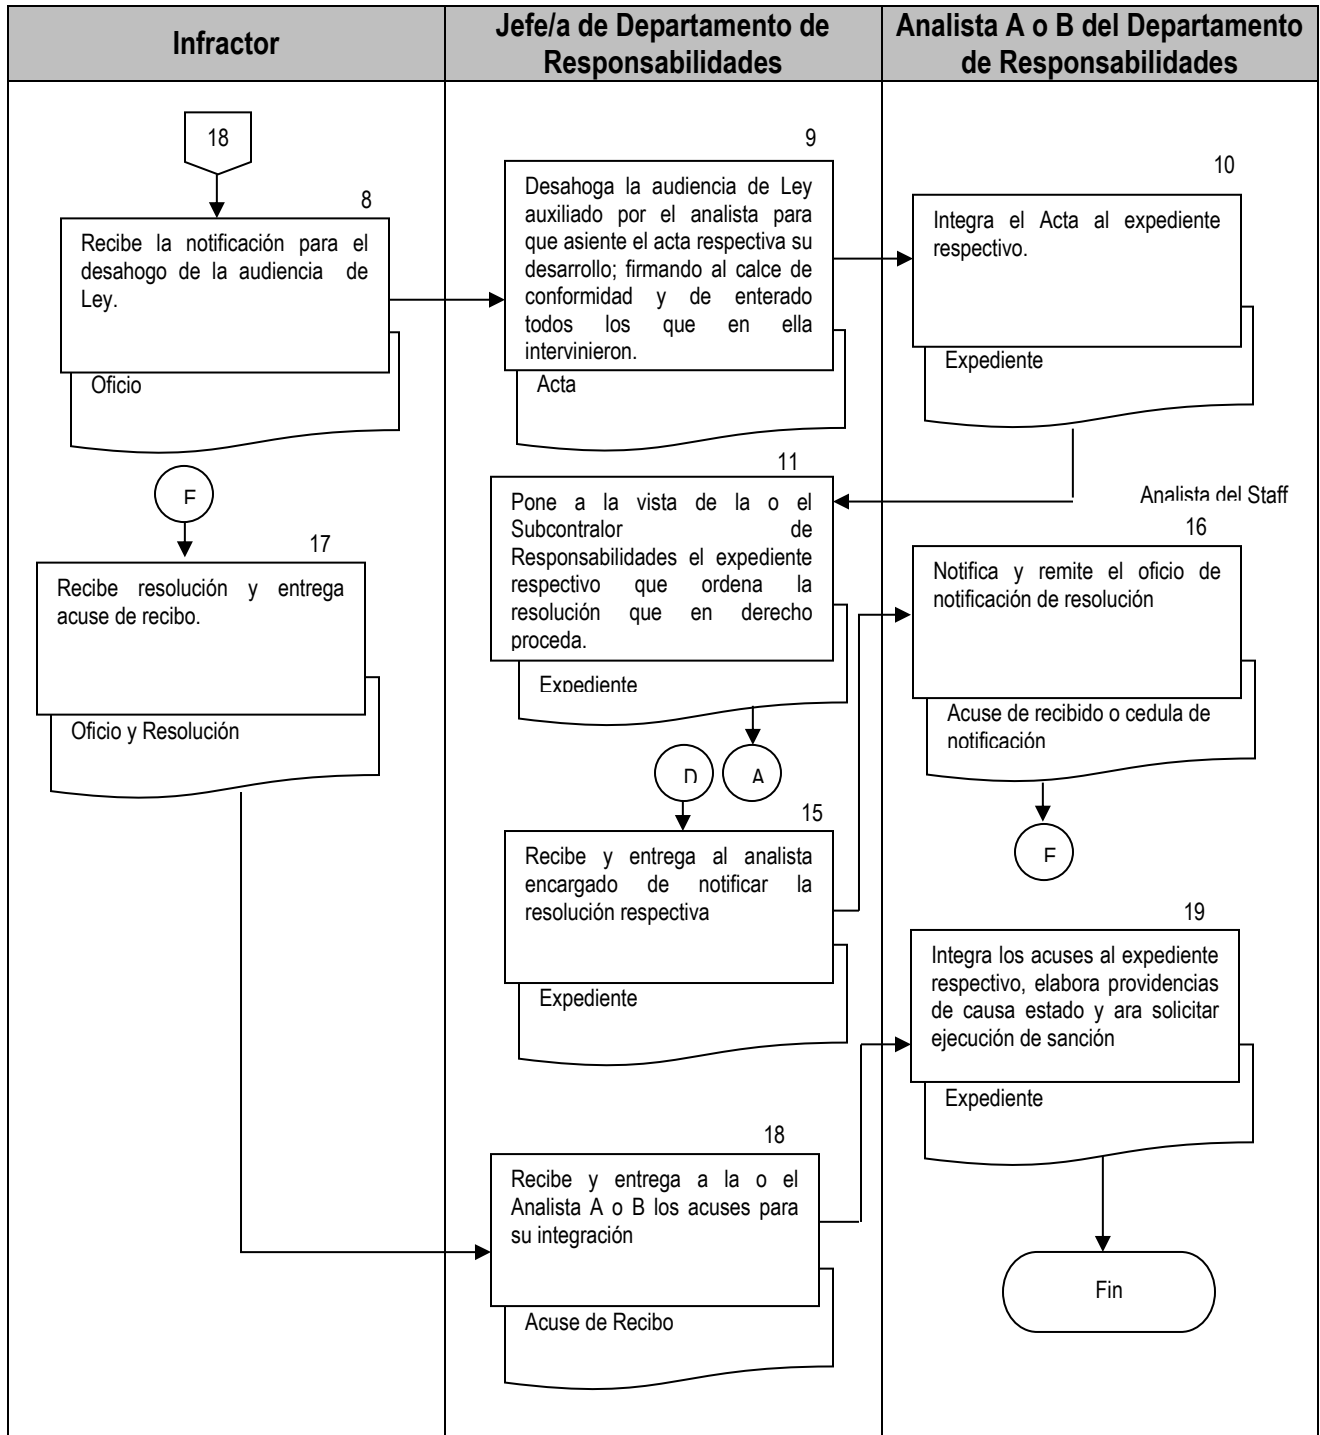 Infractor
Jefe/a de Departamento de
Responsabilidades
Analista A o B del Departamento
de Responsabilidades
18
8
Recibe la notificación para el
desahogo de la audiencia de
Ley.
Oficio
9
Desahoga la audiencia de Ley
auxiliado por el analista para
que asiente el acta respectiva su
desarrollo; firmando al calce de
conformidad y de enterado
todos los que en ella
intervinieron.
Acta
10
Integra el Acta al expediente
respectivo.
Expediente
11
Pone a la vista de la o el
Subcontralor de
Responsabilidades el expediente
respectivo que ordena la
resolución que en derecho
proceda.
Expediente
D
A
15
Recibe y entrega al analista
encargado de notificar la
resolución respectiva
Expediente
Analista del Staff
16
Notifica y remite el oficio de
notificación de resolución
Acuse de recibido o cedula de
notificación
17
Recibe resolución y entrega
acuse de recibo.
Oficio y Resolución
18
Recibe y entrega a la o el
Analista A o B los acuses para
su integración
Acuse de Recibo
19
Integra los acuses al expediente
respectivo, elabora providencias
de causa estado y ara solicitar
ejecución de sanción
Expediente
Fin